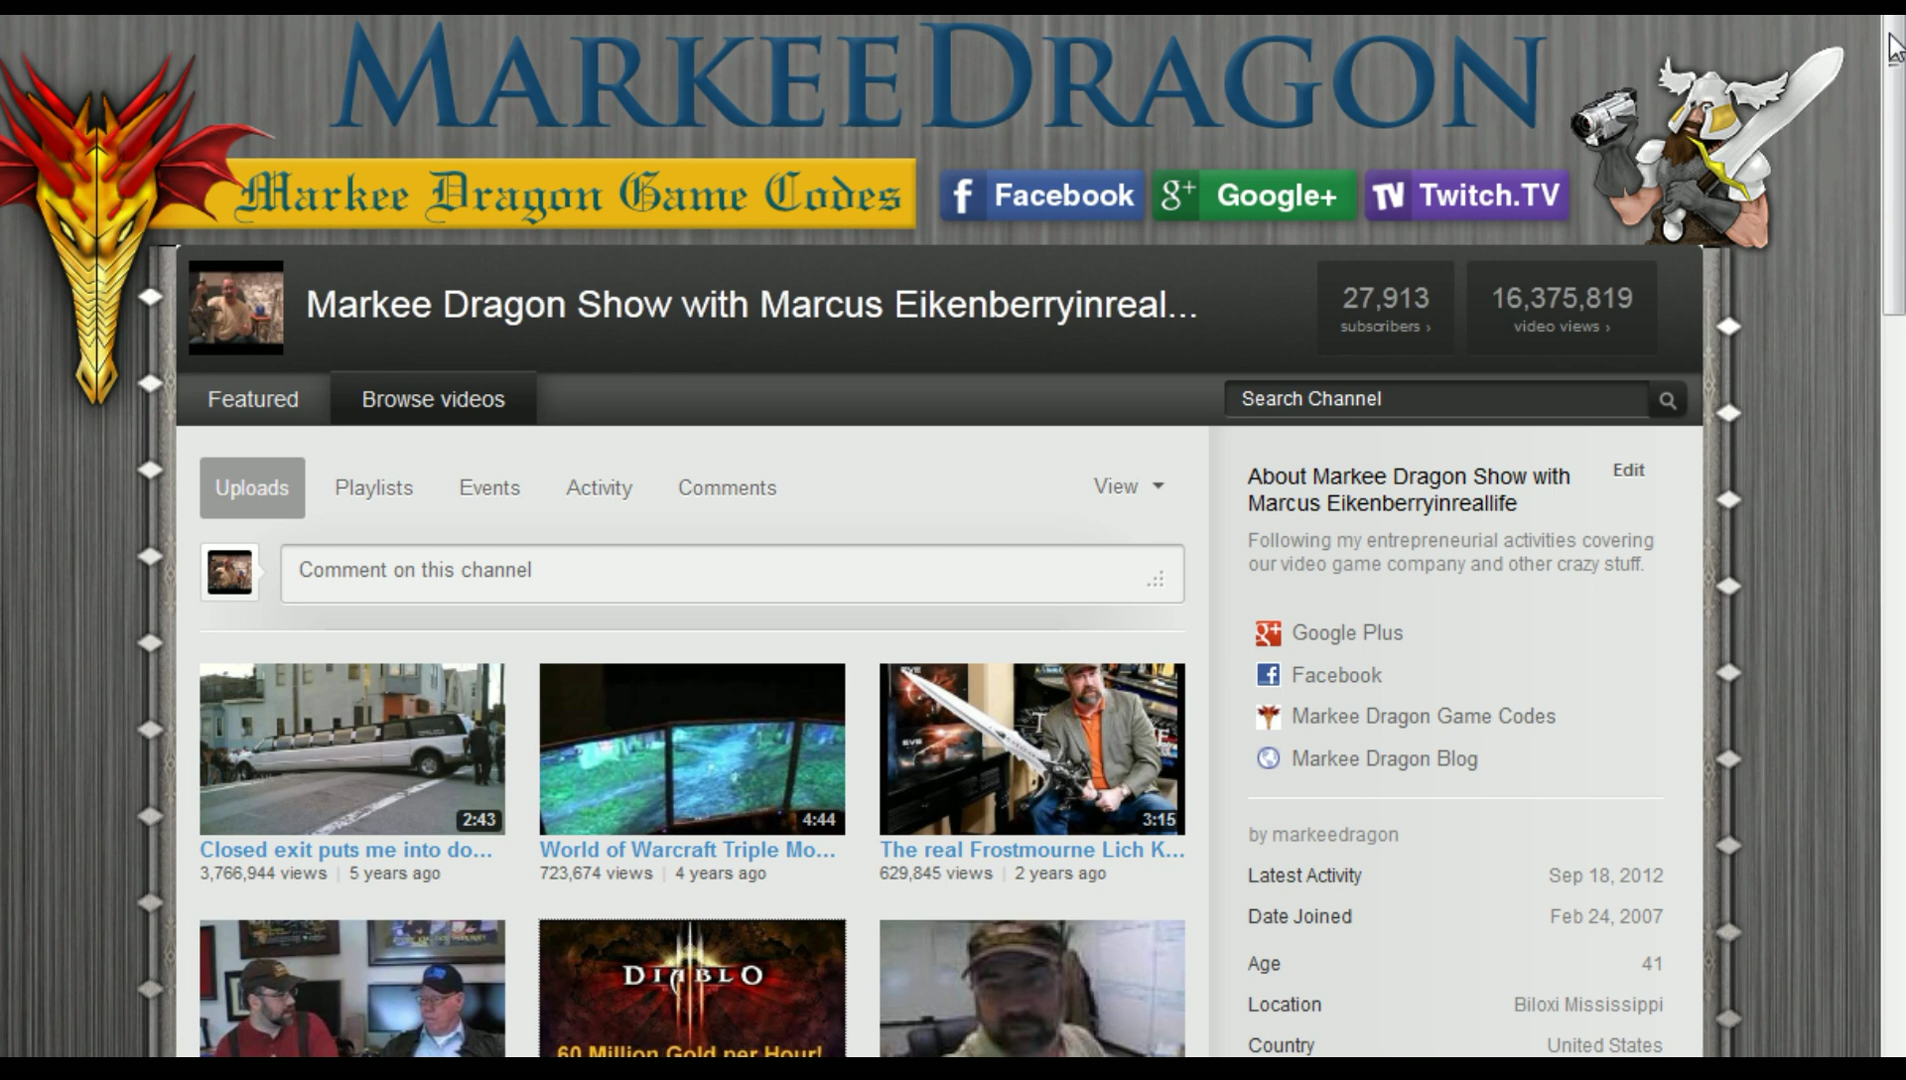 MARKEEDRAGON
Markee Dragon Game Codes
f Facebook
g+ Google+
TV Twitch.TV
Markee Dragon Show with Marcus Eikenberryinreal...
27,913
subscribers ›
16,375,819
video views ›
Featured
Browse videos
Search Channel
Uploads
Playlists
Events
Activity
Comments
View
Comment on this channel
2:43
Closed exit puts me into do...
3,766,944 views | 5 years ago
4:44
World of Warcraft Triple Mo...
723,674 views | 4 years ago
EVE
EVE
3:15
The real Frostmourne Lich K...
629,845 views | 2 years ago
DIABLO
60 Million Gold per Hour!
About Markee Dragon Show with
Marcus Eikenberryinreallife
Edit
Following my entrepreneurial activities covering
our video game company and other crazy stuff.
g+ Google Plus
f Facebook
Markee Dragon Game Codes
Markee Dragon Blog
by markeedragon
Latest Activity Sep 18, 2012
Date Joined Feb 24, 2007
Age 41
Location Biloxi Mississippi
Country United States